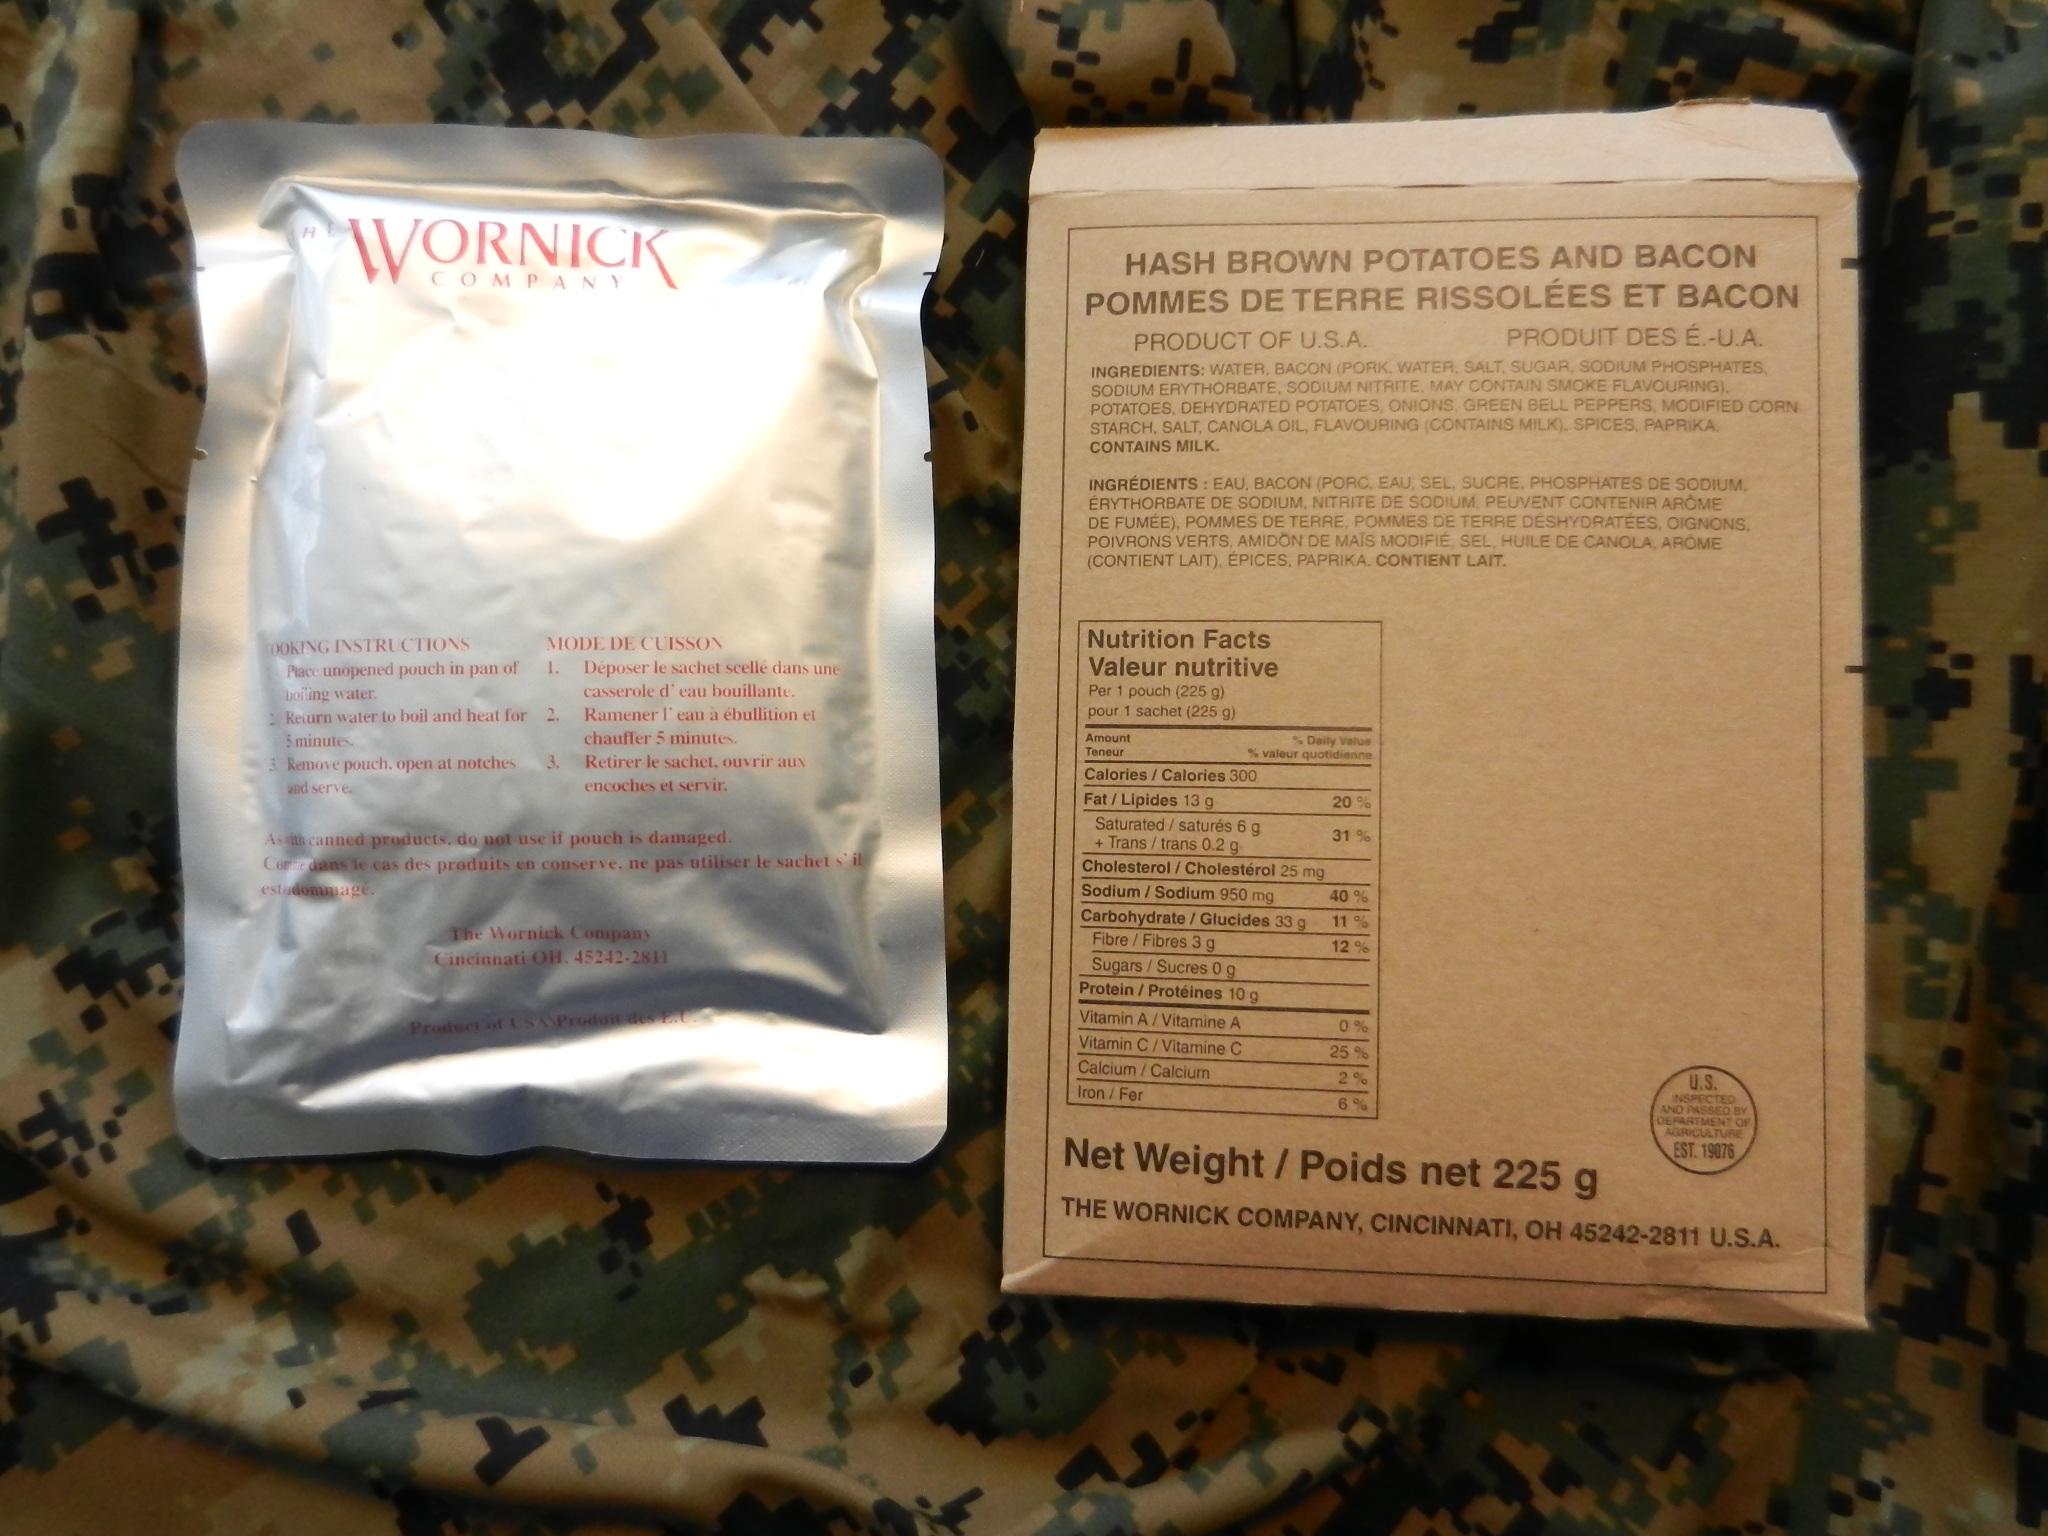 THE WORNICK
COMPANY
COOKING INSTRUCTIONS
Place unopened pouch in pan of
boiling water.
2. Return water to boil and heat for
5 minutes.
3. Remove pouch, open at notches
and serve.
MODE DE CUISSON
1. Déposer le sachet scellé dans une
casserole d' eau bouillante.
2. Ramener l' eau à ébullition et
chauffer 5 minutes.
3. Retirer le sachet, ouvrir aux
encoches et servir.
As with canned products, do not use if pouch is damaged.
Comme dans le cas des produits en conserve, ne pas utiliser le sachet s' il
est adommagé.
The Wornick Company
Cincinnati OH. 45242-2811
Product of USA\Produit des E.U.
HASH BROWN POTATOES AND BACON
POMMES DE TERRE RISSOLÉES ET BACON
PRODUCT OF U.S.A. PRODUIT DES É.-U.A.
INGREDIENTS: WATER, BACON (PORK, WATER, SALT, SUGAR, SODIUM PHOSPHATES,
SODIUM ERYTHORBATE, SODIUM NITRITE, MAY CONTAIN SMOKE FLAVOURING),
POTATOES, DEHYDRATED POTATOES, ONIONS, GREEN BELL PEPPERS, MODIFIED CORN
STARCH, SALT, CANOLA OIL, FLAVOURING (CONTAINS MILK), SPICES, PAPRIKA.
CONTAINS MILK.
INGRÉDIENTS : EAU, BACON (PORC, EAU, SEL, SUCRE, PHOSPHATES DE SODIUM,
ÉRYTHORBATE DE SODIUM, NITRITE DE SODIUM, PEUVENT CONTENIR ARÔME
DE FUMÉE), POMMES DE TERRE, POMMES DE TERRE DÉSHYDRATÉES, OIGNONS,
POIVRONS VERTS, AMIDÔN DE MAÏS MODIFIÉ, SEL, HUILE DE CANOLA, ARÔME
(CONTIENT LAIT), ÉPICES, PAPRIKA. CONTIENT LAIT.
Nutrition Facts
Valeur nutritive
Per 1 pouch (225 g)
pour 1 sachet (225 g)
Amount % Daily Value
Teneur % valeur quotidienne
Calories / Calories 300
Fat / Lipides 13 g 20 %
Saturated / saturés 6 g
+ Trans / trans 0.2 g 31 %
Cholesterol / Cholestérol 25 mg
Sodium / Sodium 950 mg 40 %
Carbohydrate / Glucides 33 g 11 %
Fibre / Fibres 3 g 12 %
Sugars / Sucres 0 g
Protein / Protéines 10 g
Vitamin A / Vitamine A 0 %
Vitamin C / Vitamine C 25 %
Calcium / Calcium 2 %
Iron / Fer 6 %
U.S.
INSPECTED
AND PASSED BY
DEPARTMENT OF
AGRICULTURE
EST. 19076
Net Weight / Poids net 225 g
THE WORNICK COMPANY, CINCINNATI, OH 45242-2811 U.S.A.